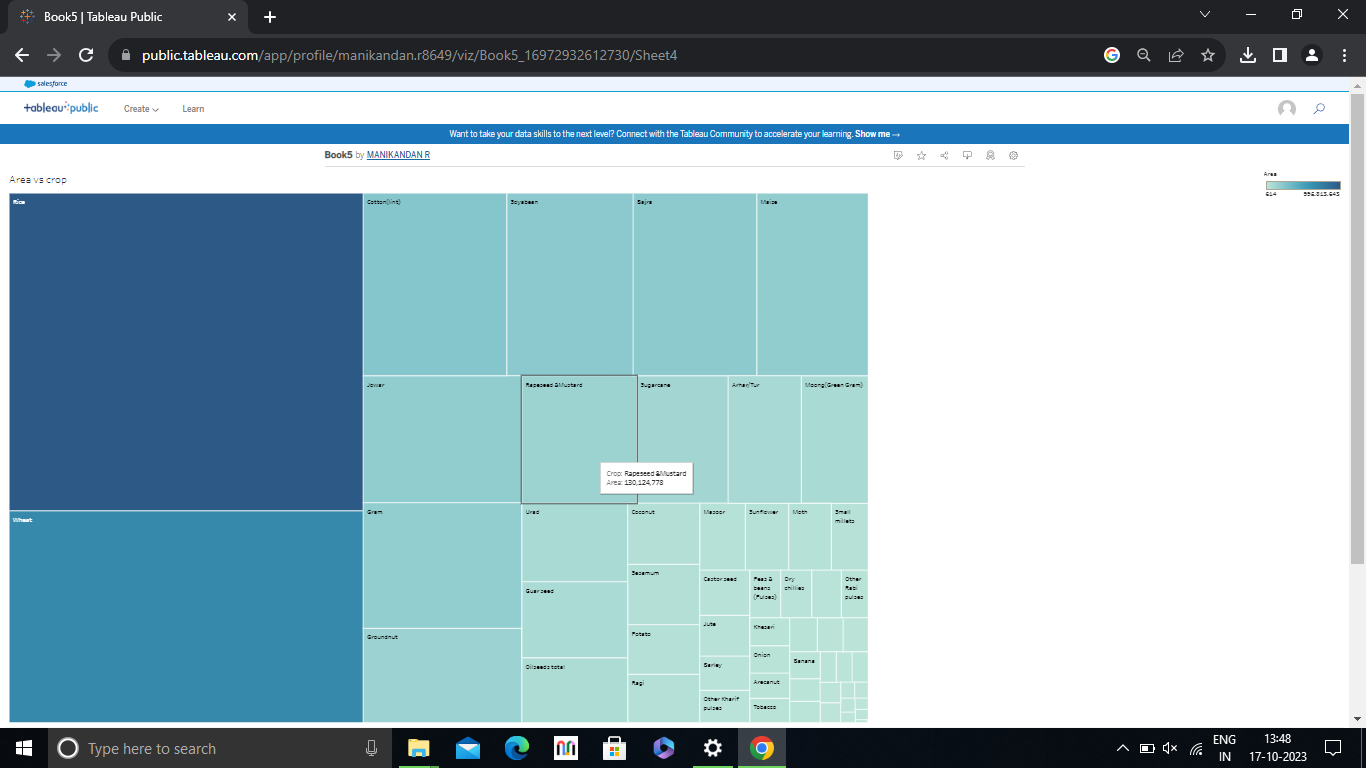 Book5 | Tableau Public
public.tableau.com/app/profile/manikandan.r8649/viz/Book5_16972932612730/Sheet4
salesforce
+ableau public
Create
Learn
Want to take your data skills to the next level? Connect with the Tableau Community to accelerate your learning. Show me →
Book5 by MANIKANDAN R
Area vs crop
Area
614
996,813,643
Rice
Cotton(lint)
Soyabean
Bajra
Maize
Jowar
Rapeseed &Mustard
Sugarcane
Arhar/Tur
Moong(Green Gram)
Crop: Rapeseed &Mustard
Area: 130,124,778
Wheat
Gram
Urad
Coconut
Masoor
Sunflower
Moth
Small
millets
Sesamum
Castor seed
Peas &
beans
(Pulses)
Dry
chillies
Other
Rabi
pulses
Guar seed
Jute
Khesari
Groundnut
Potato
Onion
Banana
Oilseeds total
Barley
Ragi
Arecanut
Other Kharif
pulses
Tobacco
Type here to search
ENG
IN
13:48
17-10-2023